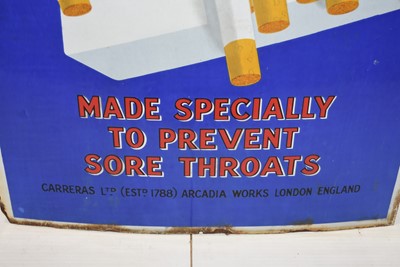 MADE SPECIALLY
TO PREVENT
SORE THROATS
CARRERAS LTD (ESTD 1788) ARCADIA WORKS LONDON ENGLAND